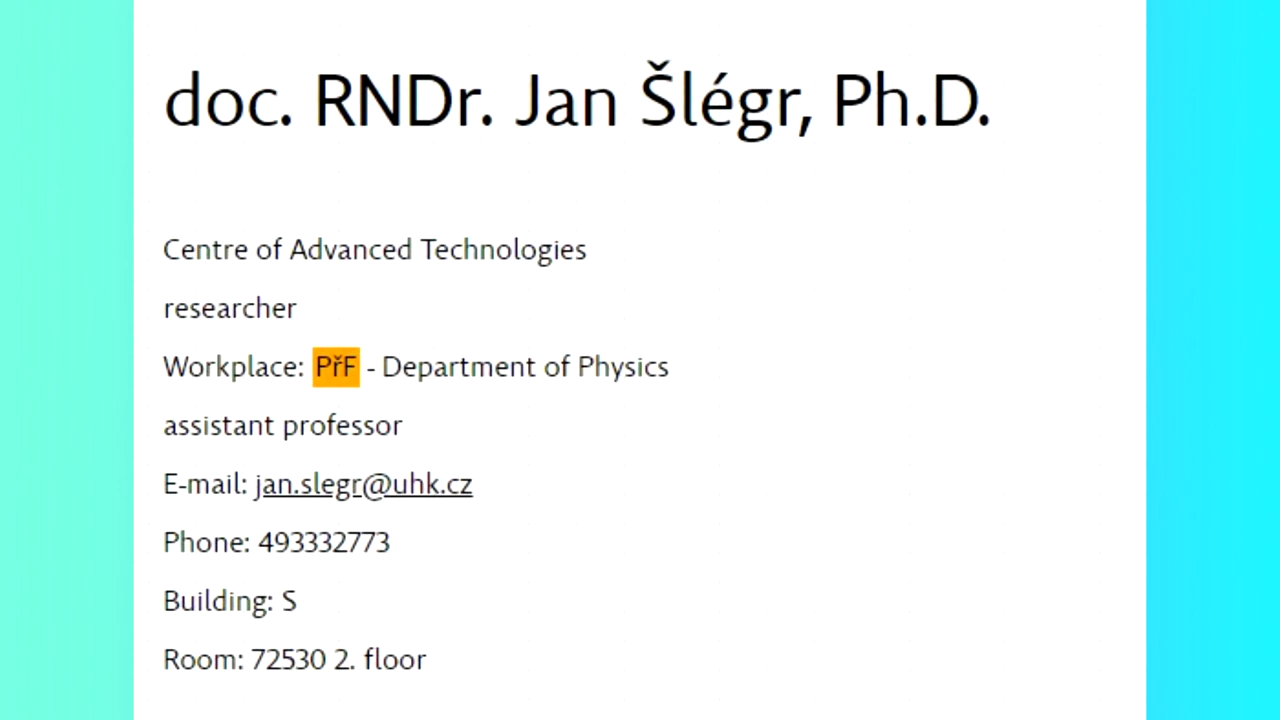 doc. RNDr. Jan Šlégr, Ph.D.
Centre of Advanced Technologies
researcher
Workplace: PřF - Department of Physics
assistant professor
E-mail: jan.slegr@uhk.cz
Phone: 493332773
Building: S
Room: 72530 2. floor